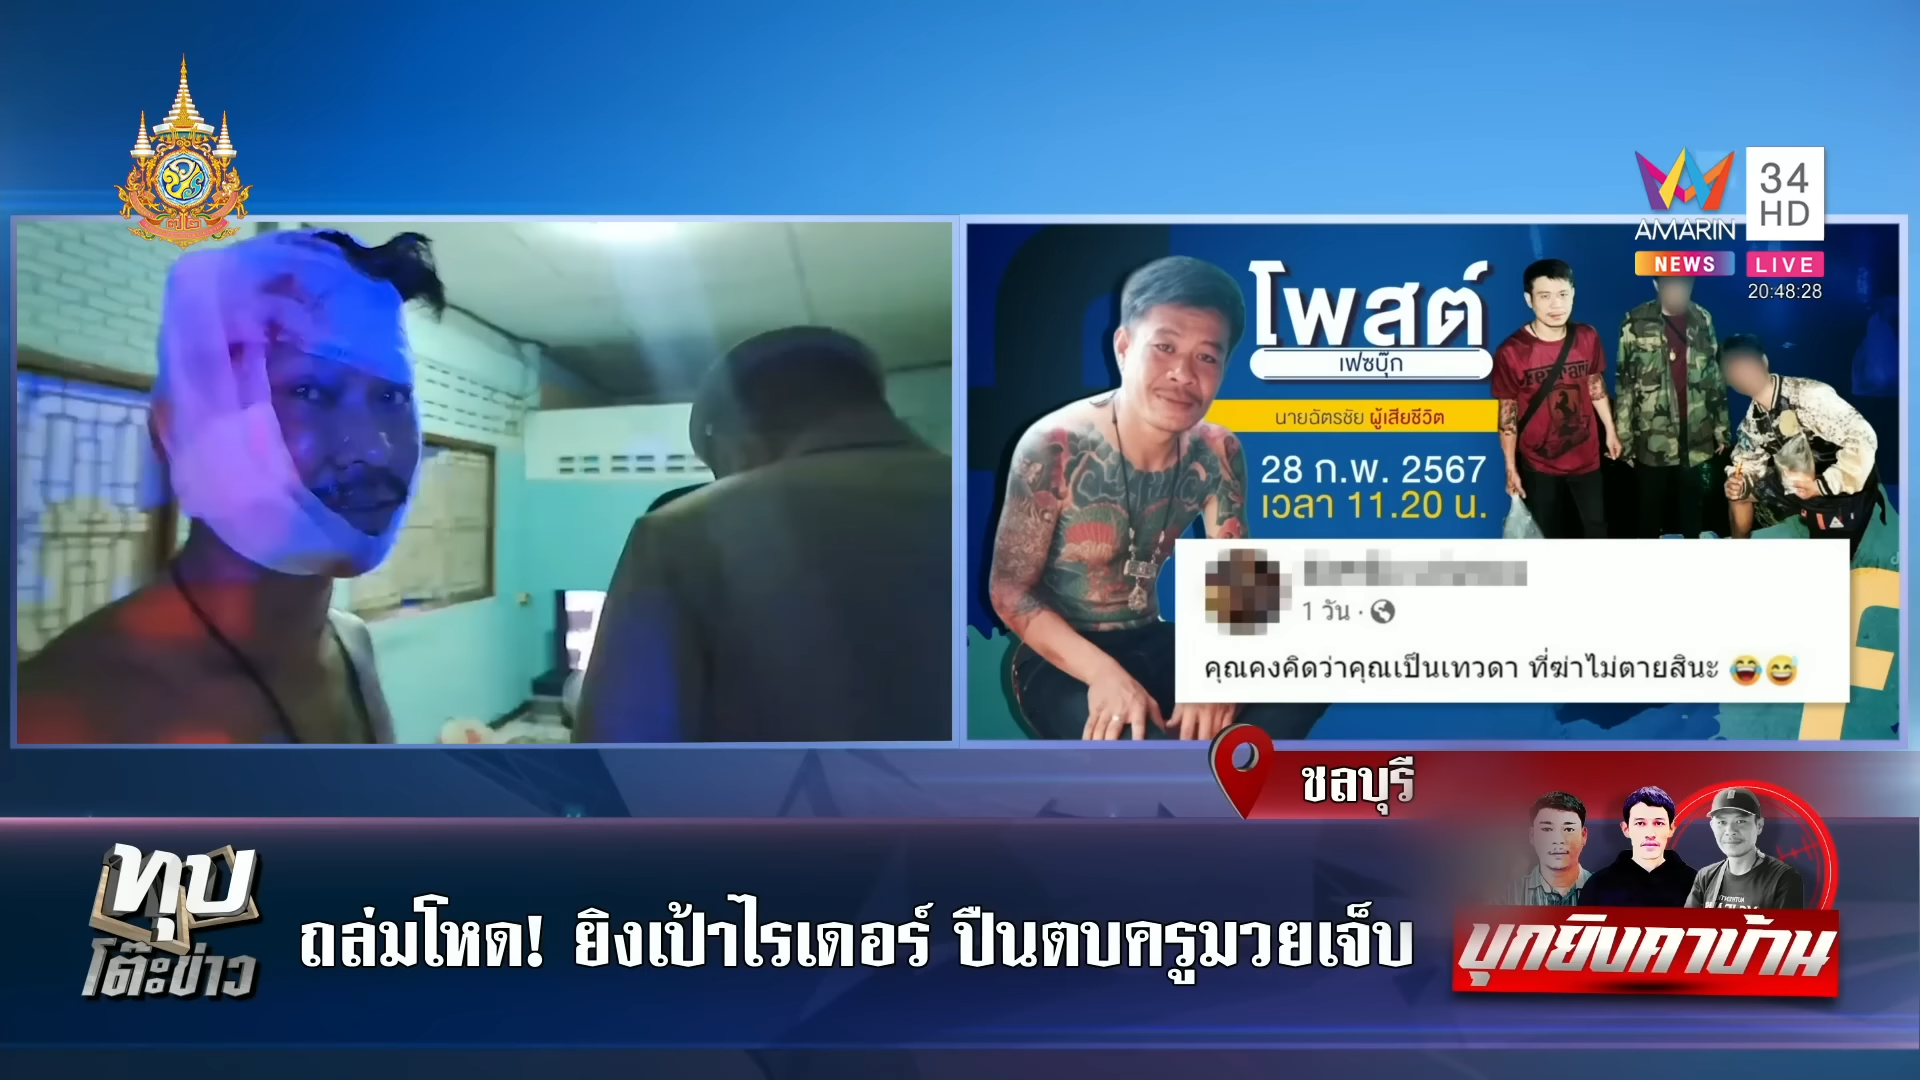 AMARIN
34
HD
NEWS
LIVE
20:48:28
โพสต์
เฟซบุ๊ก
นายฉัตรชัย ผู้เสียชีวิต
28 ก.พ. 2567
เวลา 11.20 น.
Ferrari
1 วัน ·
คุณคงคิดว่าคุณเป็นเทวดา ที่ฆ่าไม่ตายสินะ 😂😅
ชลบุรี
ทุบ
โต๊ะข่าว
ถล่มโหด! ยิงเป้าไรเดอร์ ปืนตบครูมวยเจ็บ
บุกยิงคาบ้าน